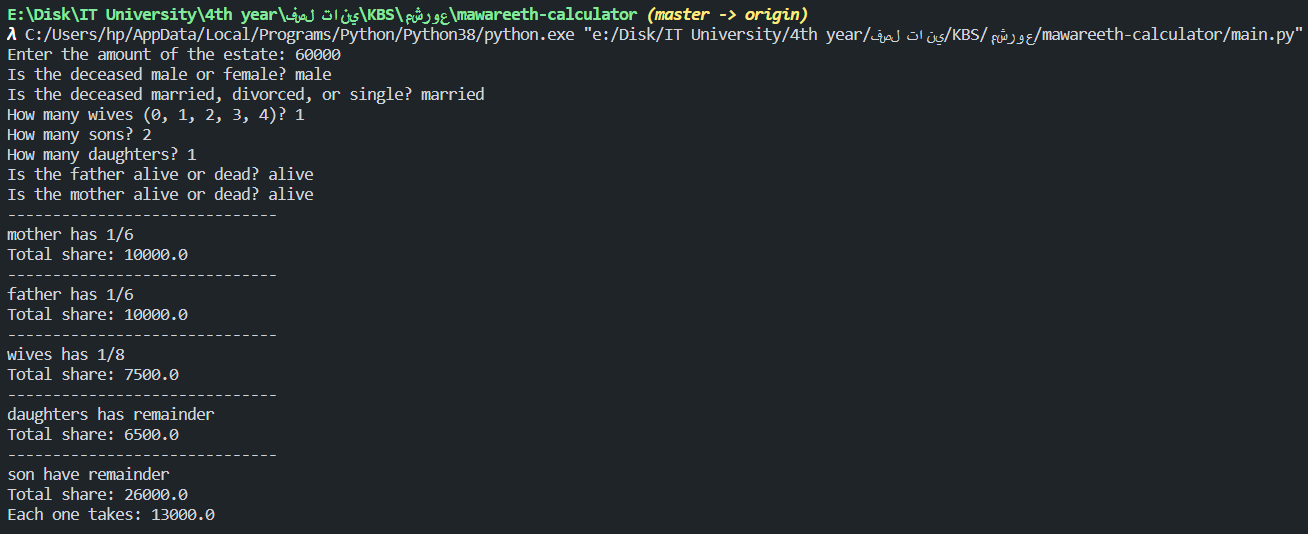 E:\Disk\IT University\4th year\فصل تاني\KBS\مشروع\mawareeth-calculator (master -> origin)
λ C:/Users/hp/AppData/Local/Programs/Python/Python38/python.exe "e:/Disk/IT University/4th year/فصل تاني/KBS/مشروع/mawareeth-calculator/main.py"
Enter the amount of the estate: 60000
Is the deceased male or female? male
Is the deceased married, divorced, or single? married
How many wives (0, 1, 2, 3, 4)? 1
How many sons? 2
How many daughters? 1
Is the father alive or dead? alive
Is the mother alive or dead? alive
------------------------------
mother has 1/6
Total share: 10000.0
------------------------------
father has 1/6
Total share: 10000.0
------------------------------
wives has 1/8
Total share: 7500.0
------------------------------
daughters has remainder
Total share: 6500.0
------------------------------
son have remainder
Total share: 26000.0
Each one takes: 13000.0